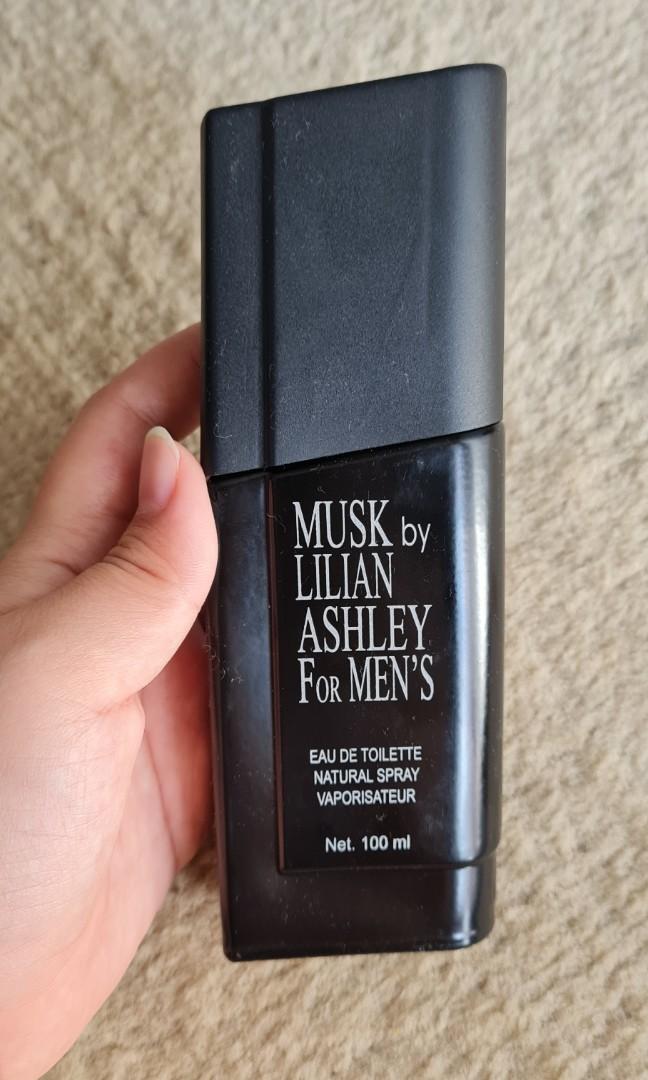 MUSK by
LILIAN
ASHLEY
FOR MEN'S
EAU DE TOILETTE
NATURAL SPRAY
VAPORISATEUR
Net. 100 ml